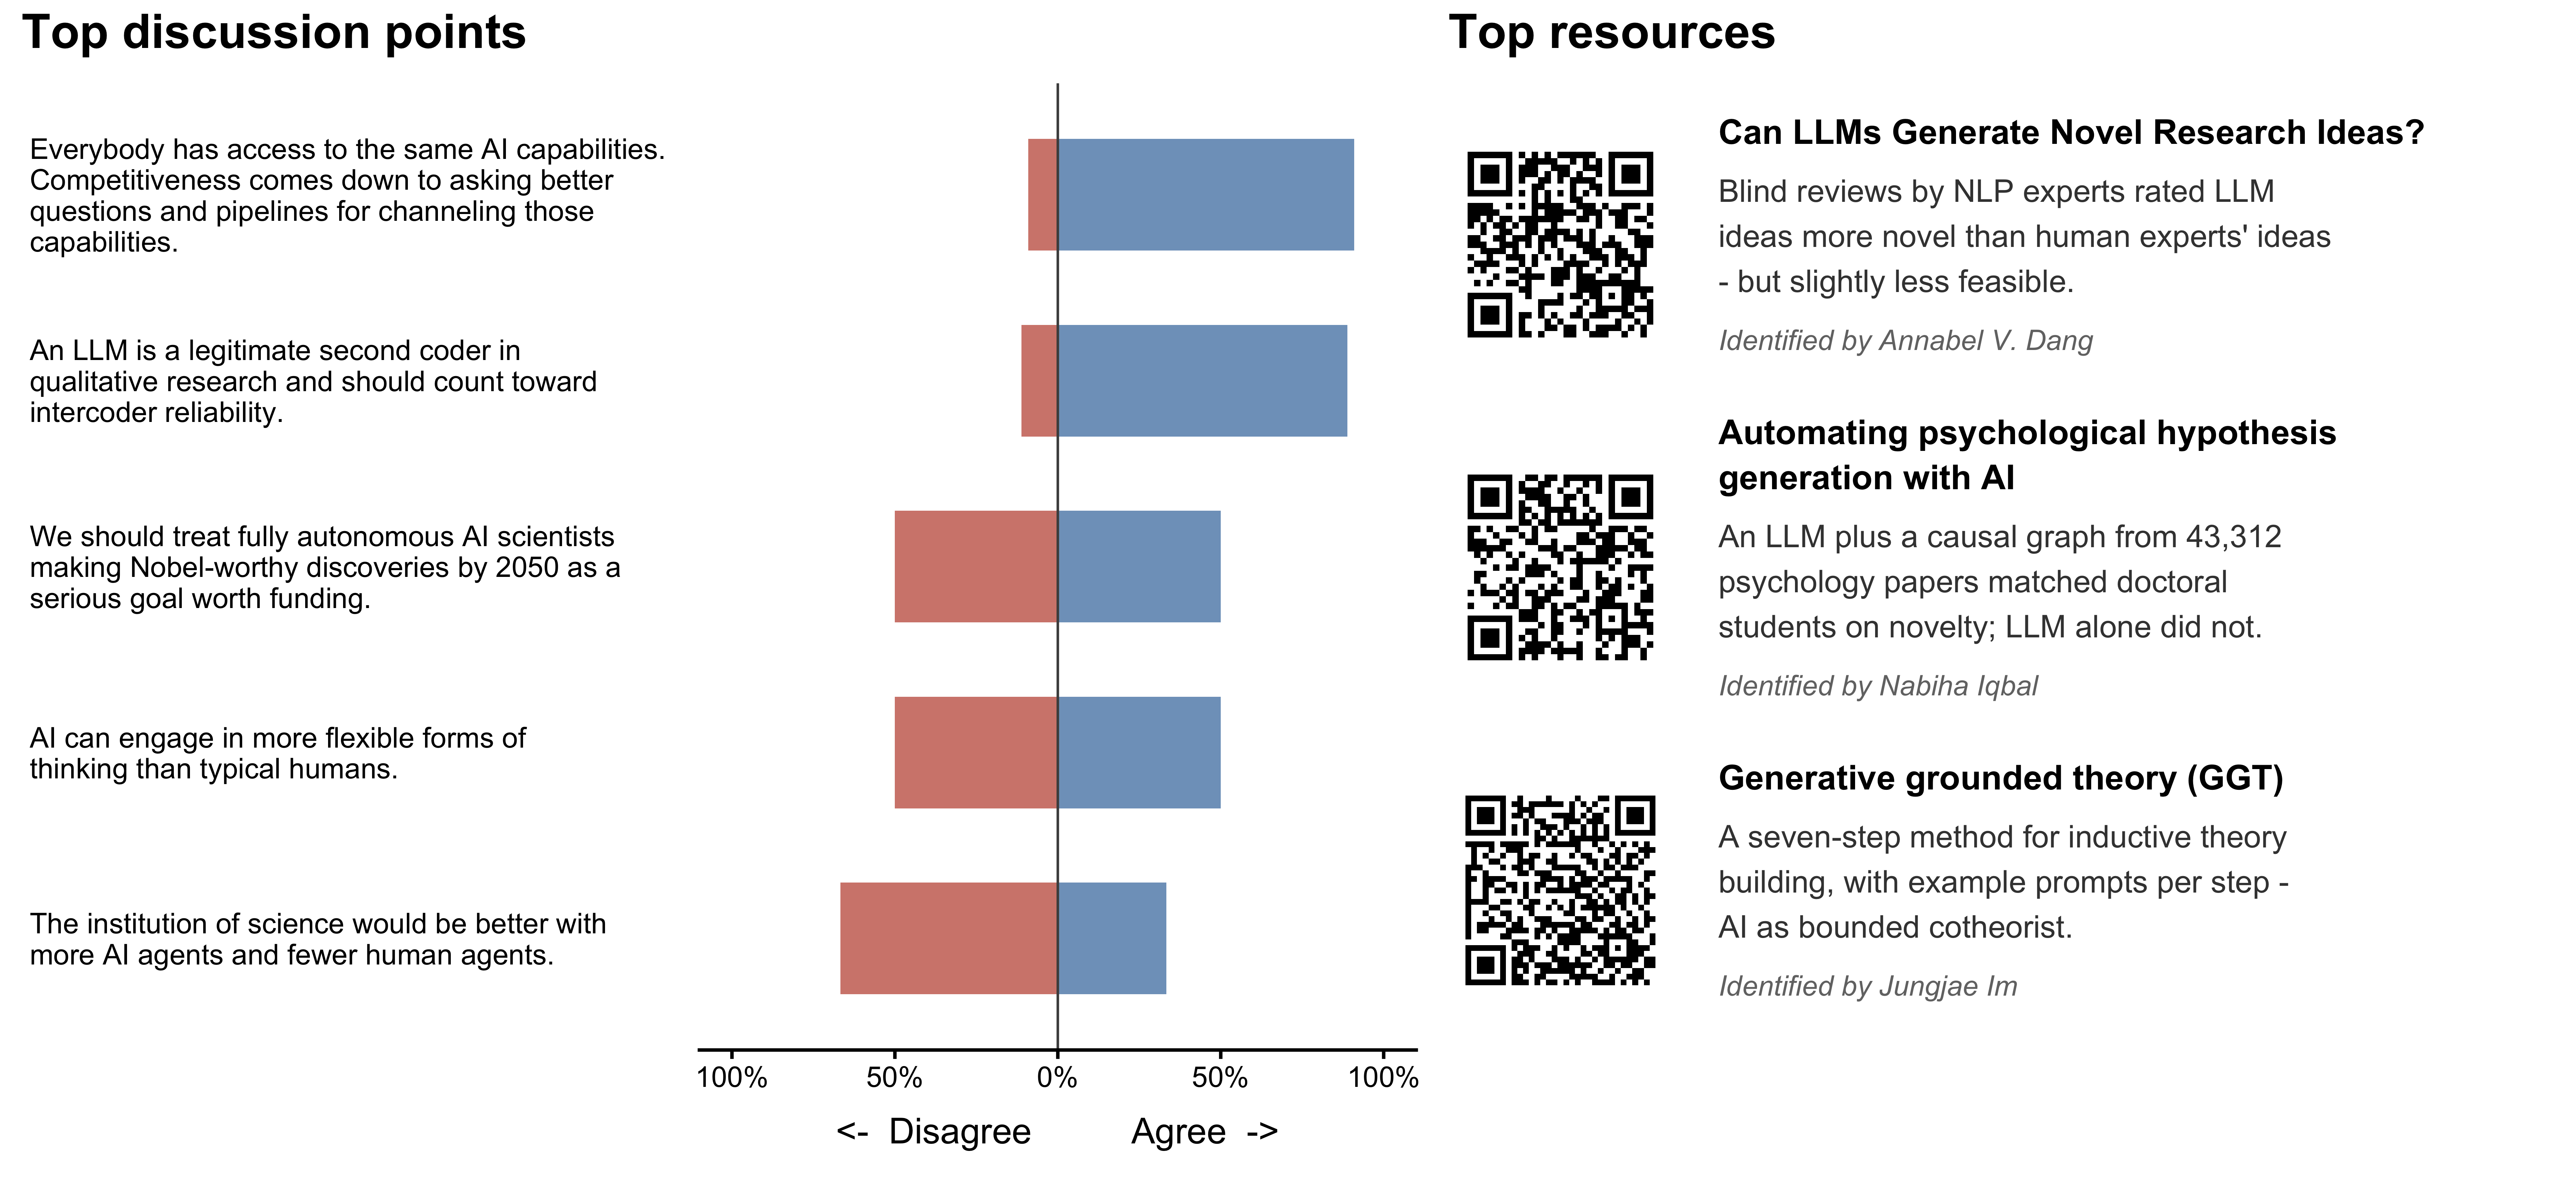 Top discussion points
Everybody has access to the same AI capabilities.
Competitiveness comes down to asking better
questions and pipelines for channeling those
capabilities.
An LLM is a legitimate second coder in
qualitative research and should count toward
intercoder reliability.
We should treat fully autonomous AI scientists
making Nobel-worthy discoveries by 2050 as a
serious goal worth funding.
AI can engage in more flexible forms of
thinking than typical humans.
The institution of science would be better with
more AI agents and fewer human agents.
100% 50% 0% 50% 100%
<- Disagree Agree ->
Top resources
Can LLMs Generate Novel Research Ideas?
Blind reviews by NLP experts rated LLM
ideas more novel than human experts' ideas
- but slightly less feasible.
Identified by Annabel V. Dang
Automating psychological hypothesis
generation with AI
An LLM plus a causal graph from 43,312
psychology papers matched doctoral
students on novelty; LLM alone did not.
Identified by Nabiha Iqbal
Generative grounded theory (GGT)
A seven-step method for inductive theory
building, with example prompts per step -
AI as bounded cotheorist.
Identified by Jungjae Im